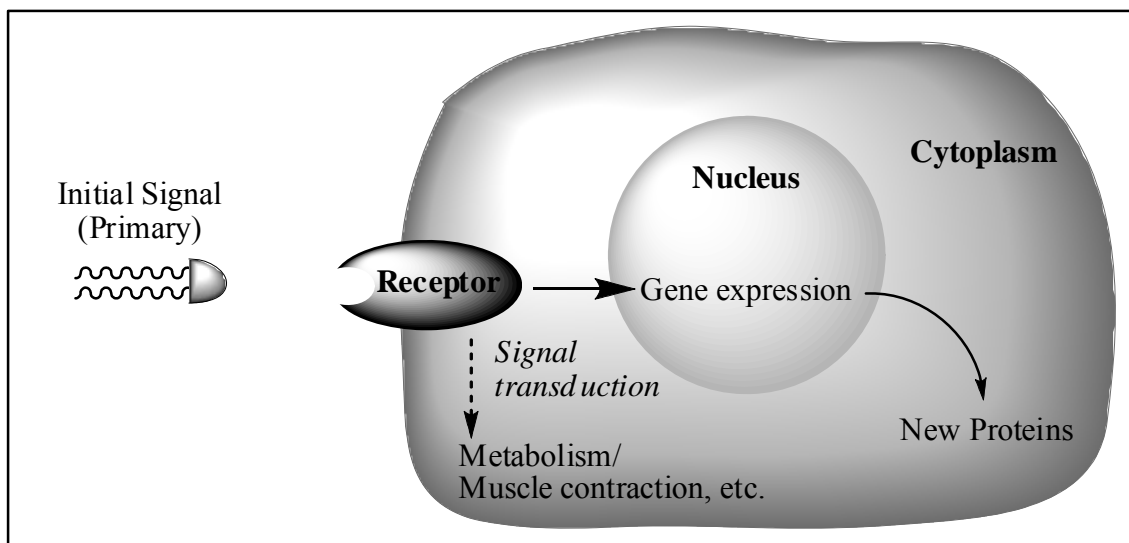 Initial Signal
(Primary)
Receptor
Signal
transduction
Metabolism/
Muscle contraction, etc.
Nucleus
Gene expression
Cytoplasm
New Proteins